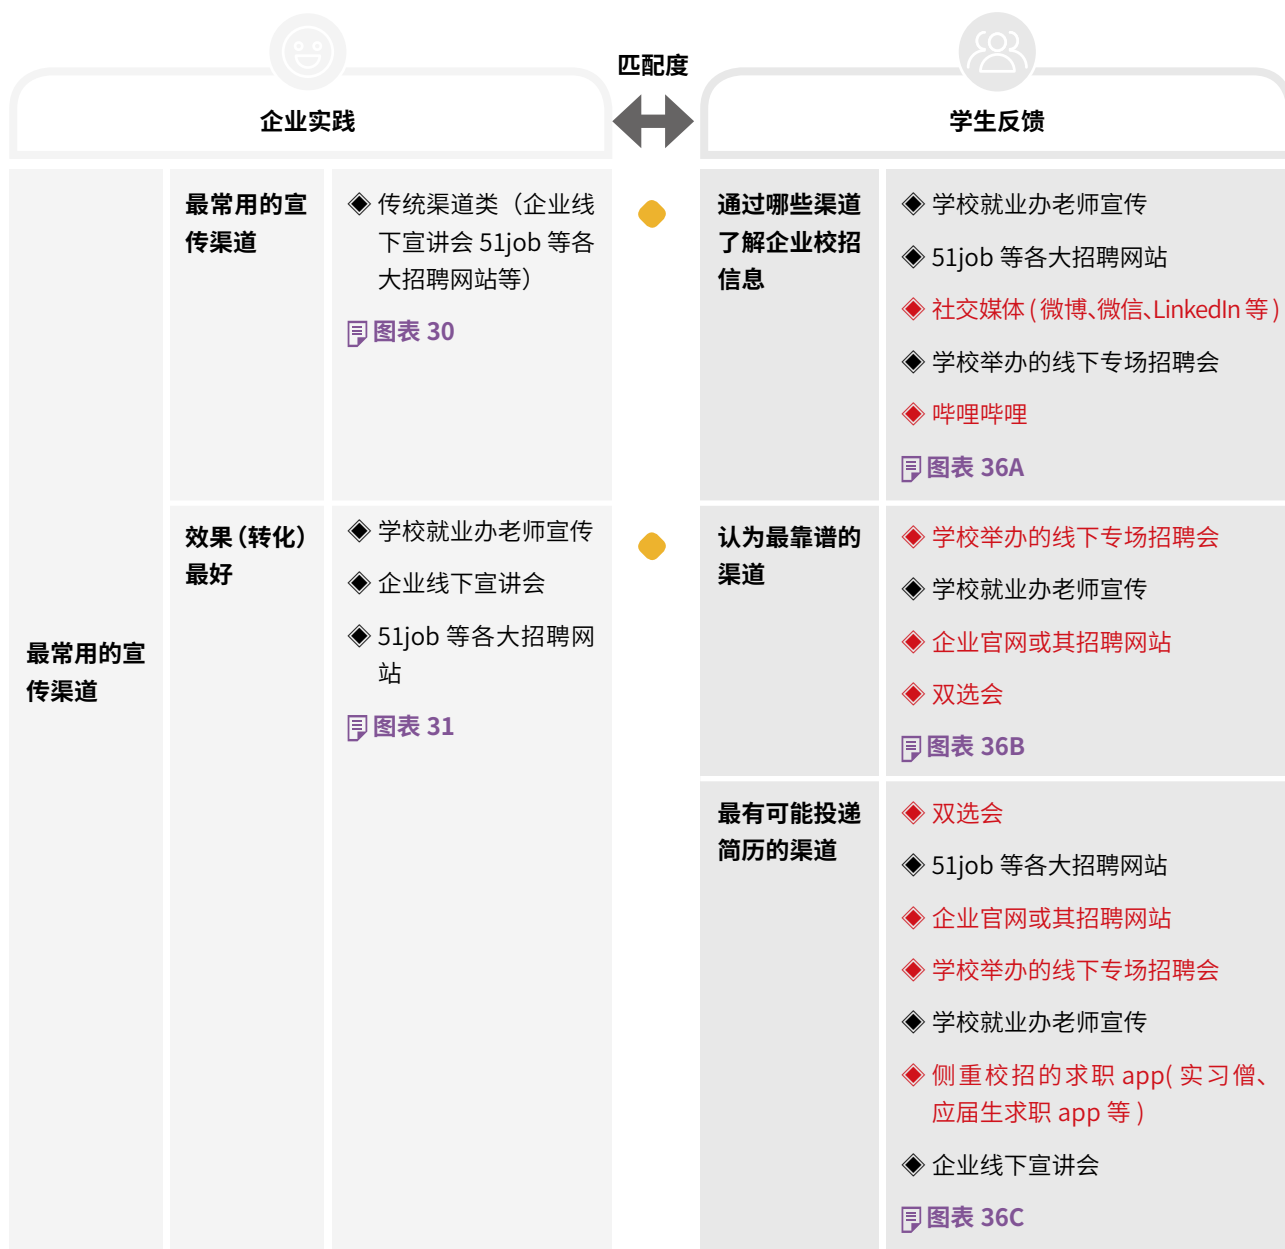 匹配度
企业实践
学生反馈
最常用的宣
传渠道
最常用的宣
传渠道
◈ 传统渠道类（企业线
下宣讲会 51job 等各
大招聘网站等）
图表 30
通过哪些渠道
了解企业校招
信息
◈ 学校就业办老师宣传
◈ 51job 等各大招聘网站
◈ 社交媒体 ( 微博、微信、LinkedIn 等 )
◈ 学校举办的线下专场招聘会
◈ 哔哩哔哩
图表 36A
效果（转化）
最好
◈ 学校就业办老师宣传
◈ 企业线下宣讲会
◈ 51job 等各大招聘网
站
图表 31
认为最靠谱的
渠道
◈ 学校举办的线下专场招聘会
◈ 学校就业办老师宣传
◈ 企业官网或其招聘网站
◈ 双选会
图表 36B
最有可能投递
简历的渠道
◈ 双选会
◈ 51job 等各大招聘网站
◈ 企业官网或其招聘网站
◈ 学校举办的线下专场招聘会
◈ 学校就业办老师宣传
◈ 侧重校招的求职 app( 实习僧、
应届生求职 app 等 )
◈ 企业线下宣讲会
图表 36C